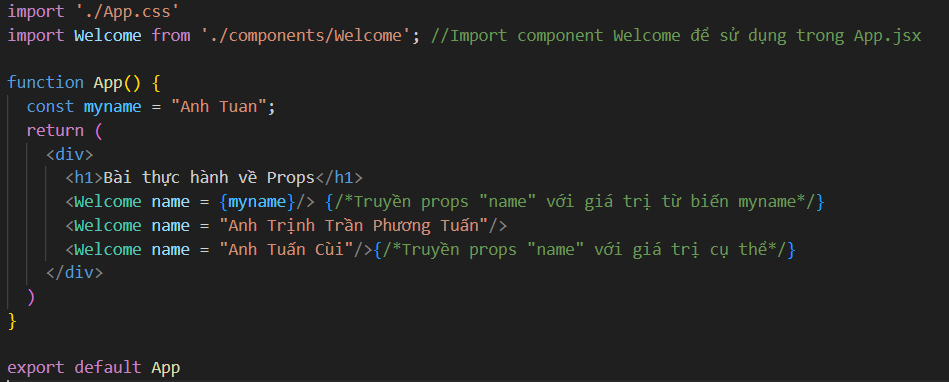 import './App.css'
import Welcome from './components/Welcome'; //Import component Welcome để sử dụng trong App.jsx
function App() {
const myname = "Anh Tuan";
return (
<div>
<h1>Bài thực hành về Props</h1>
<Welcome name = {myname}/> {/*Truyền props "name" với giá trị từ biến myname*/}
<Welcome name = "Anh Trịnh Trần Phương Tuấn"/>
<Welcome name = "Anh Tuấn Cùi"/>{/*Truyền props "name" với giá trị cụ thể*/}
</div>
)
}
export default App